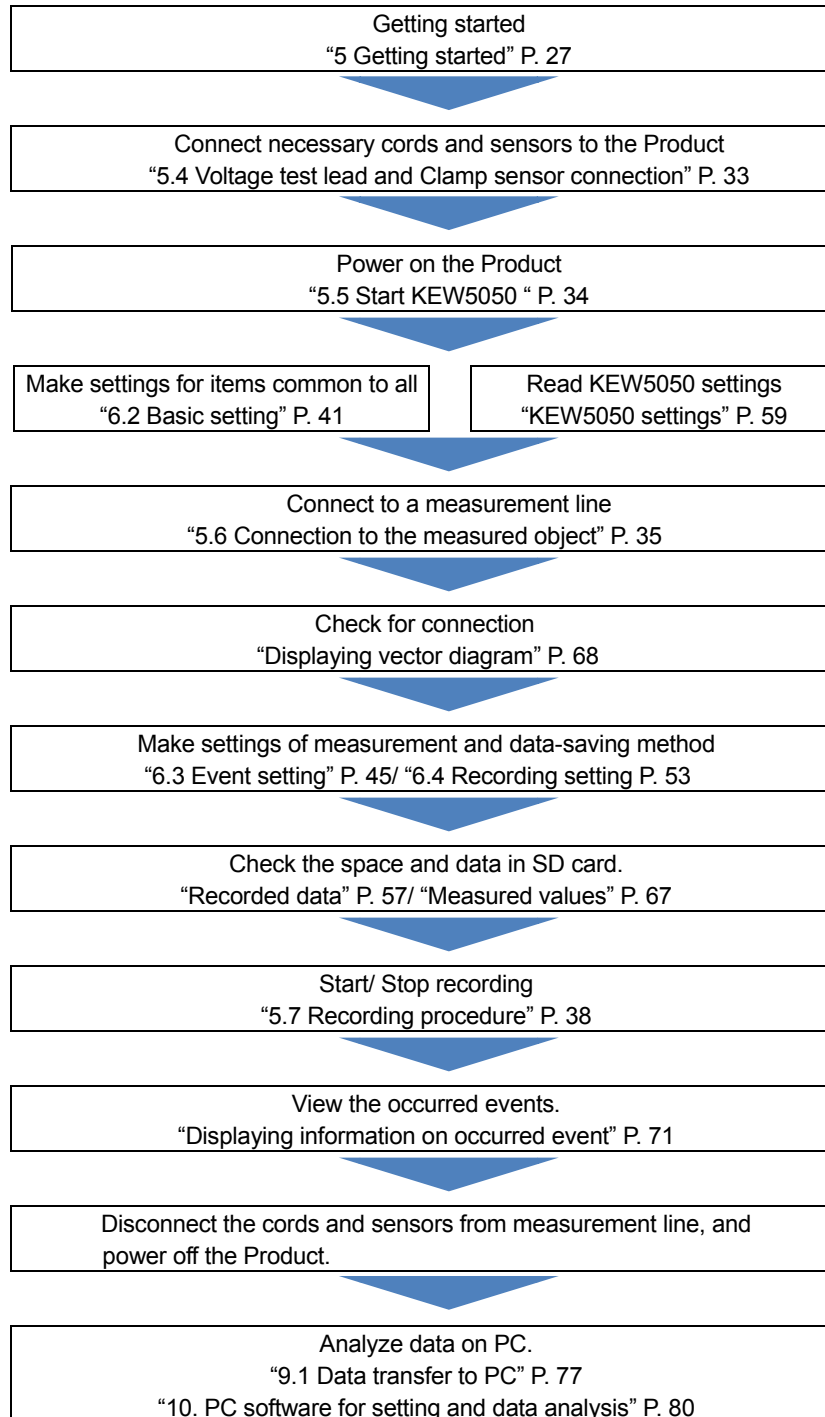 Getting started
“5 Getting started” P. 27
Connect necessary cords and sensors to the Product
“5.4 Voltage test lead and Clamp sensor connection” P. 33
Power on the Product
“5.5 Start KEW5050 “ P. 34
Make settings for items common to all
“6.2 Basic setting” P. 41
Read KEW5050 settings
“KEW5050 settings” P. 59
Connect to a measurement line
“5.6 Connection to the measured object” P. 35
Check for connection
“Displaying vector diagram” P. 68
Make settings of measurement and data-saving method
“6.3 Event setting” P. 45/ “6.4 Recording setting P. 53
Check the space and data in SD card.
“Recorded data” P. 57/ “Measured values” P. 67
Start/ Stop recording
“5.7 Recording procedure” P. 38
View the occurred events.
“Displaying information on occurred event” P. 71
Disconnect the cords and sensors from measurement line, and
power off the Product.
Analyze data on PC.
“9.1 Data transfer to PC” P. 77
“10. PC software for setting and data analysis” P. 80